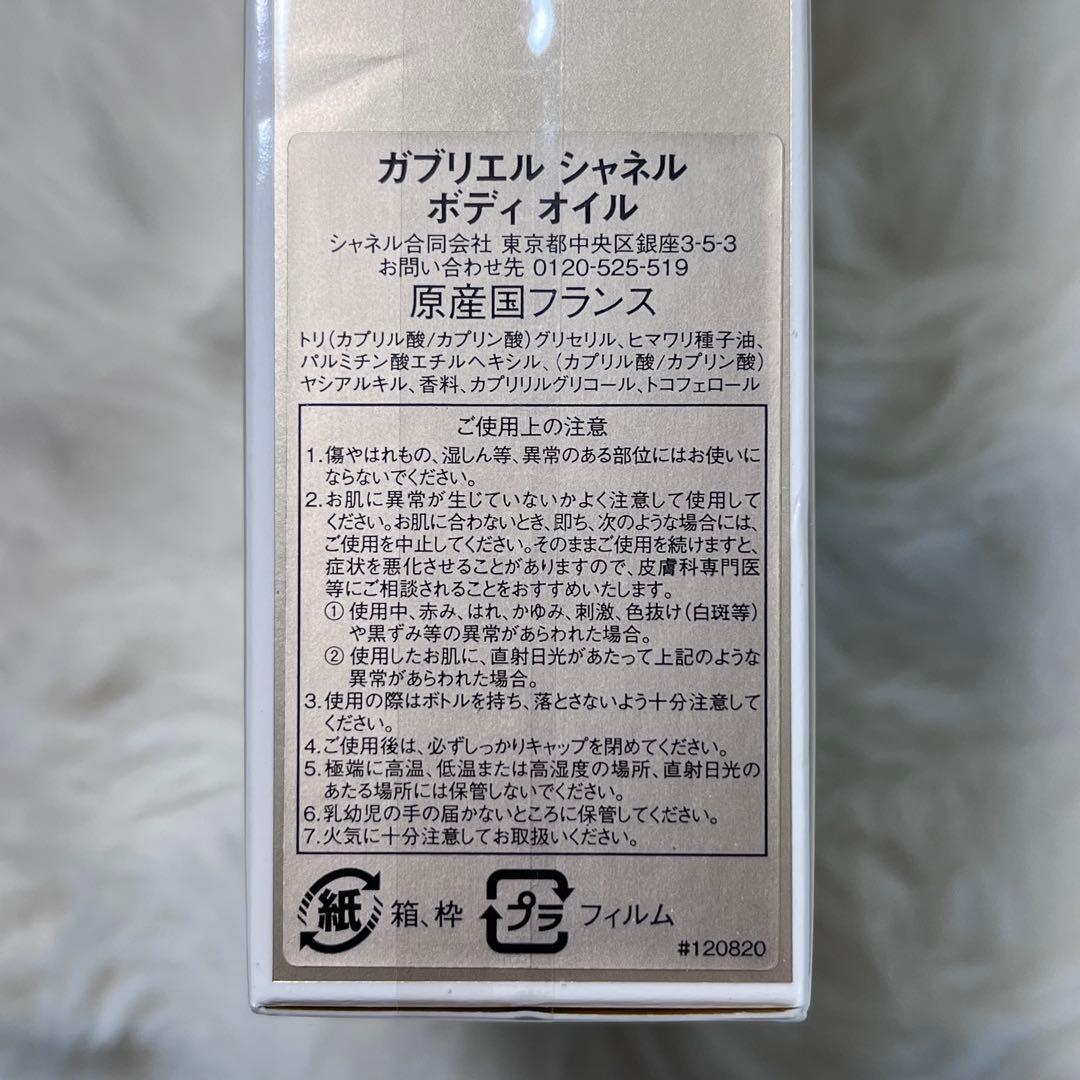 ガブリエル シャネル
ボディ オイル
シャネル合同会社 東京都中央区銀座3-5-3
お問い合わせ先 0120-525-519
原産国フランス
トリ(カプリル酸/カプリン酸)グリセリル、ヒマワリ種子油、
パルミチン酸エチルヘキシル、(カプリル酸/カプリン酸)
ヤシアルキル、香料、カプリリルグリコール、トコフェロール
ご使用上の注意
1.傷やはれもの、湿しん等、異常のある部位にはお使いに
ならないでください。
2.お肌に異常が生じていないかよく注意して使用して
ください。お肌に合わないとき、即ち、次のような場合には、
ご使用を中止してください。そのままご使用を続けますと、
症状を悪化させることがありますので、皮膚科専門医
等にご相談されることをおすすめいたします。
① 使用中、赤み、はれ、かゆみ、刺激、色抜け(白斑等)
や黒ずみ等の異常があらわれた場合。
② 使用したお肌に、直射日光があたって上記のような
異常があらわれた場合。
3.使用の際はボトルを持ち、落とさないよう十分注意して
ください。
4.ご使用後は、必ずしっかりキャップを閉めてください。
5.極端に高温、低温または高湿度の場所、直射日光の
あたる場所には保管しないでください。
6.乳幼児の手の届かないところに保管してください。
7.火気に十分注意してお取扱いください。
紙 箱、枠 プラ フィルム
#120820